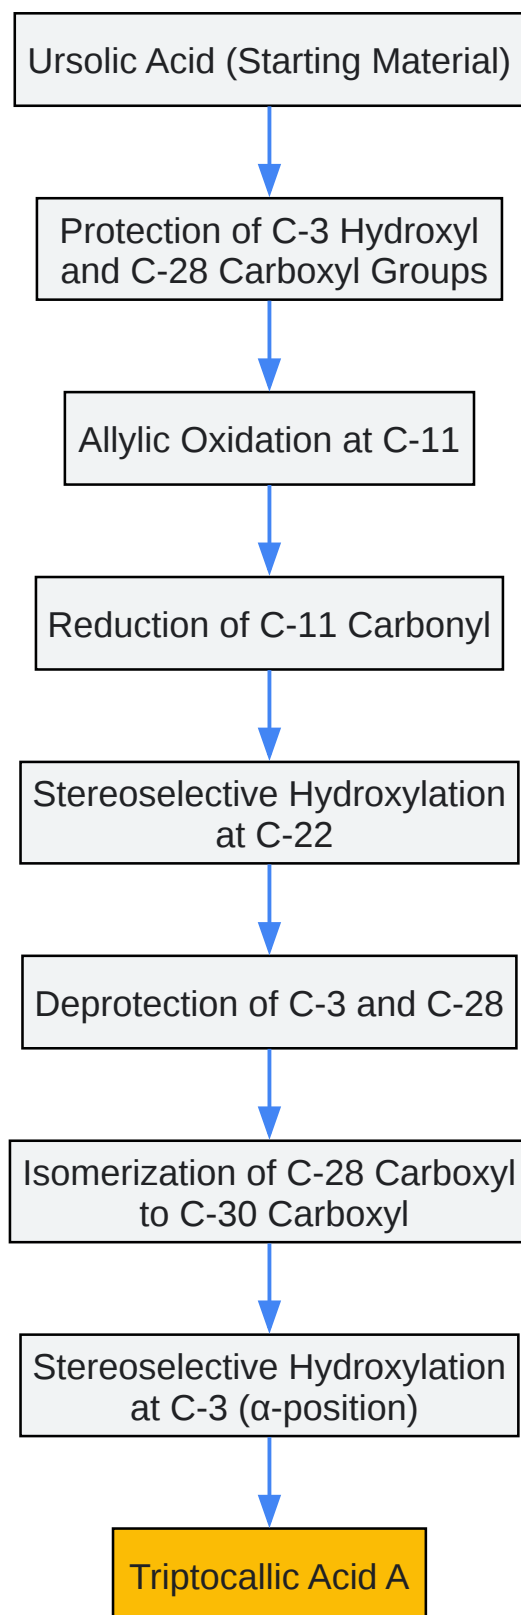 Ursolic Acid (Starting Material)
Protection of C-3 Hydroxyl
and C-28 Carboxyl Groups
Allylic Oxidation at C-11
Reduction of C-11 Carbonyl
Stereoselective Hydroxylation
at C-22
Deprotection of C-3 and C-28
Isomerization of C-28 Carboxyl
to C-30 Carboxyl
Stereoselective Hydroxylation
at C-3 (α-position)
Triptocallic Acid A